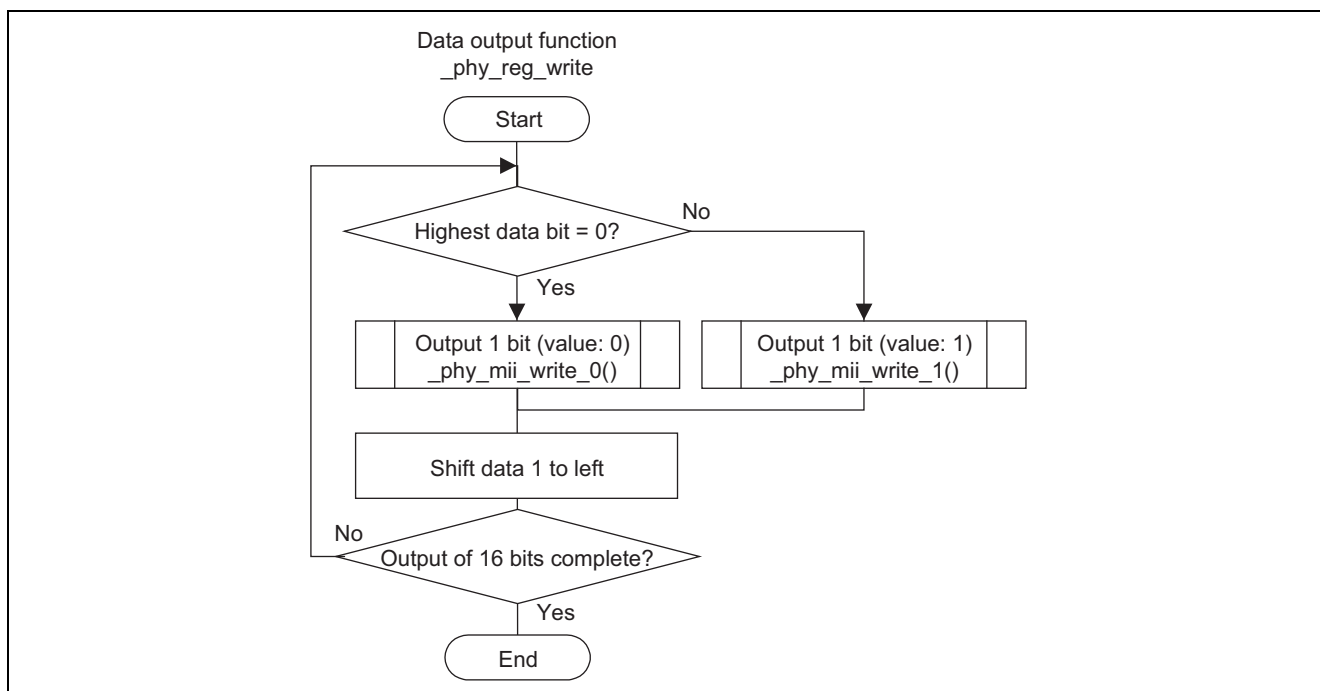 Data output function
_phy_reg_write
Start
Highest data bit = 0?
No
Yes
Output 1 bit (value: 0)
_phy_mii_write_0()
Output 1 bit (value: 1)
_phy_mii_write_1()
Shift data 1 to left
No
Output of 16 bits complete?
Yes
End